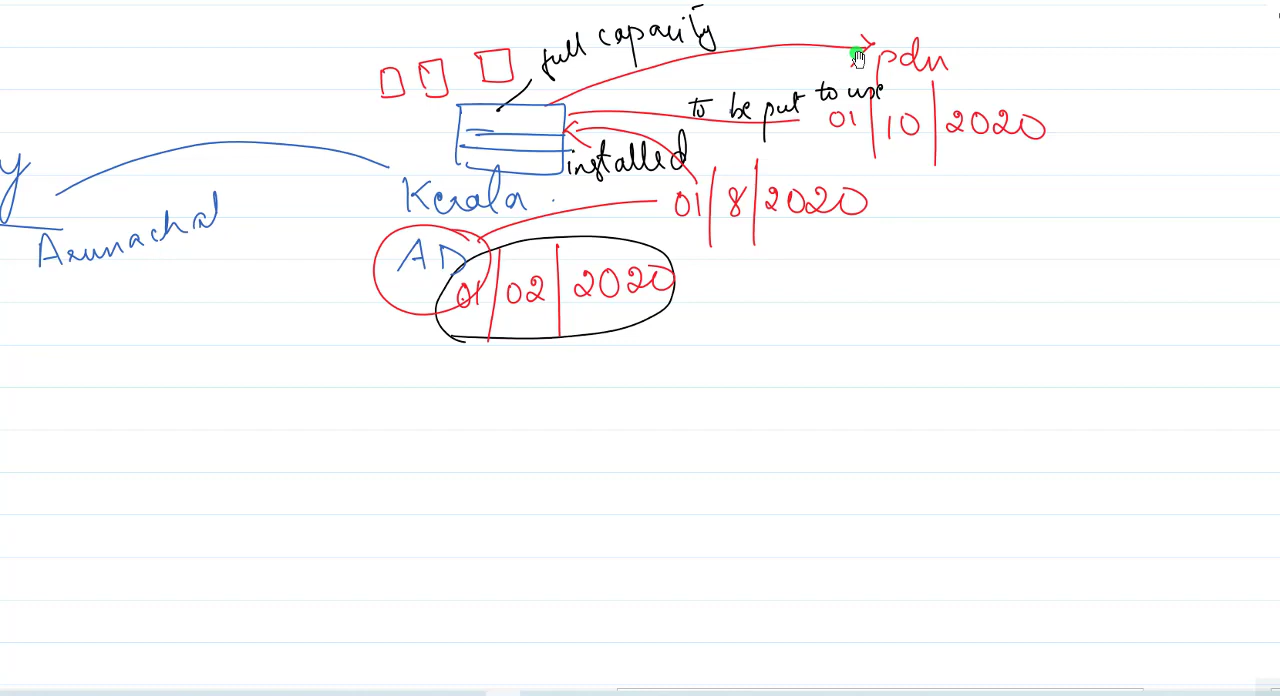 full capacity
pdn
to be put to use
01/10/2020
installed
y
Kerala
01/8/2020
Arunachal
AD
01/02/2020